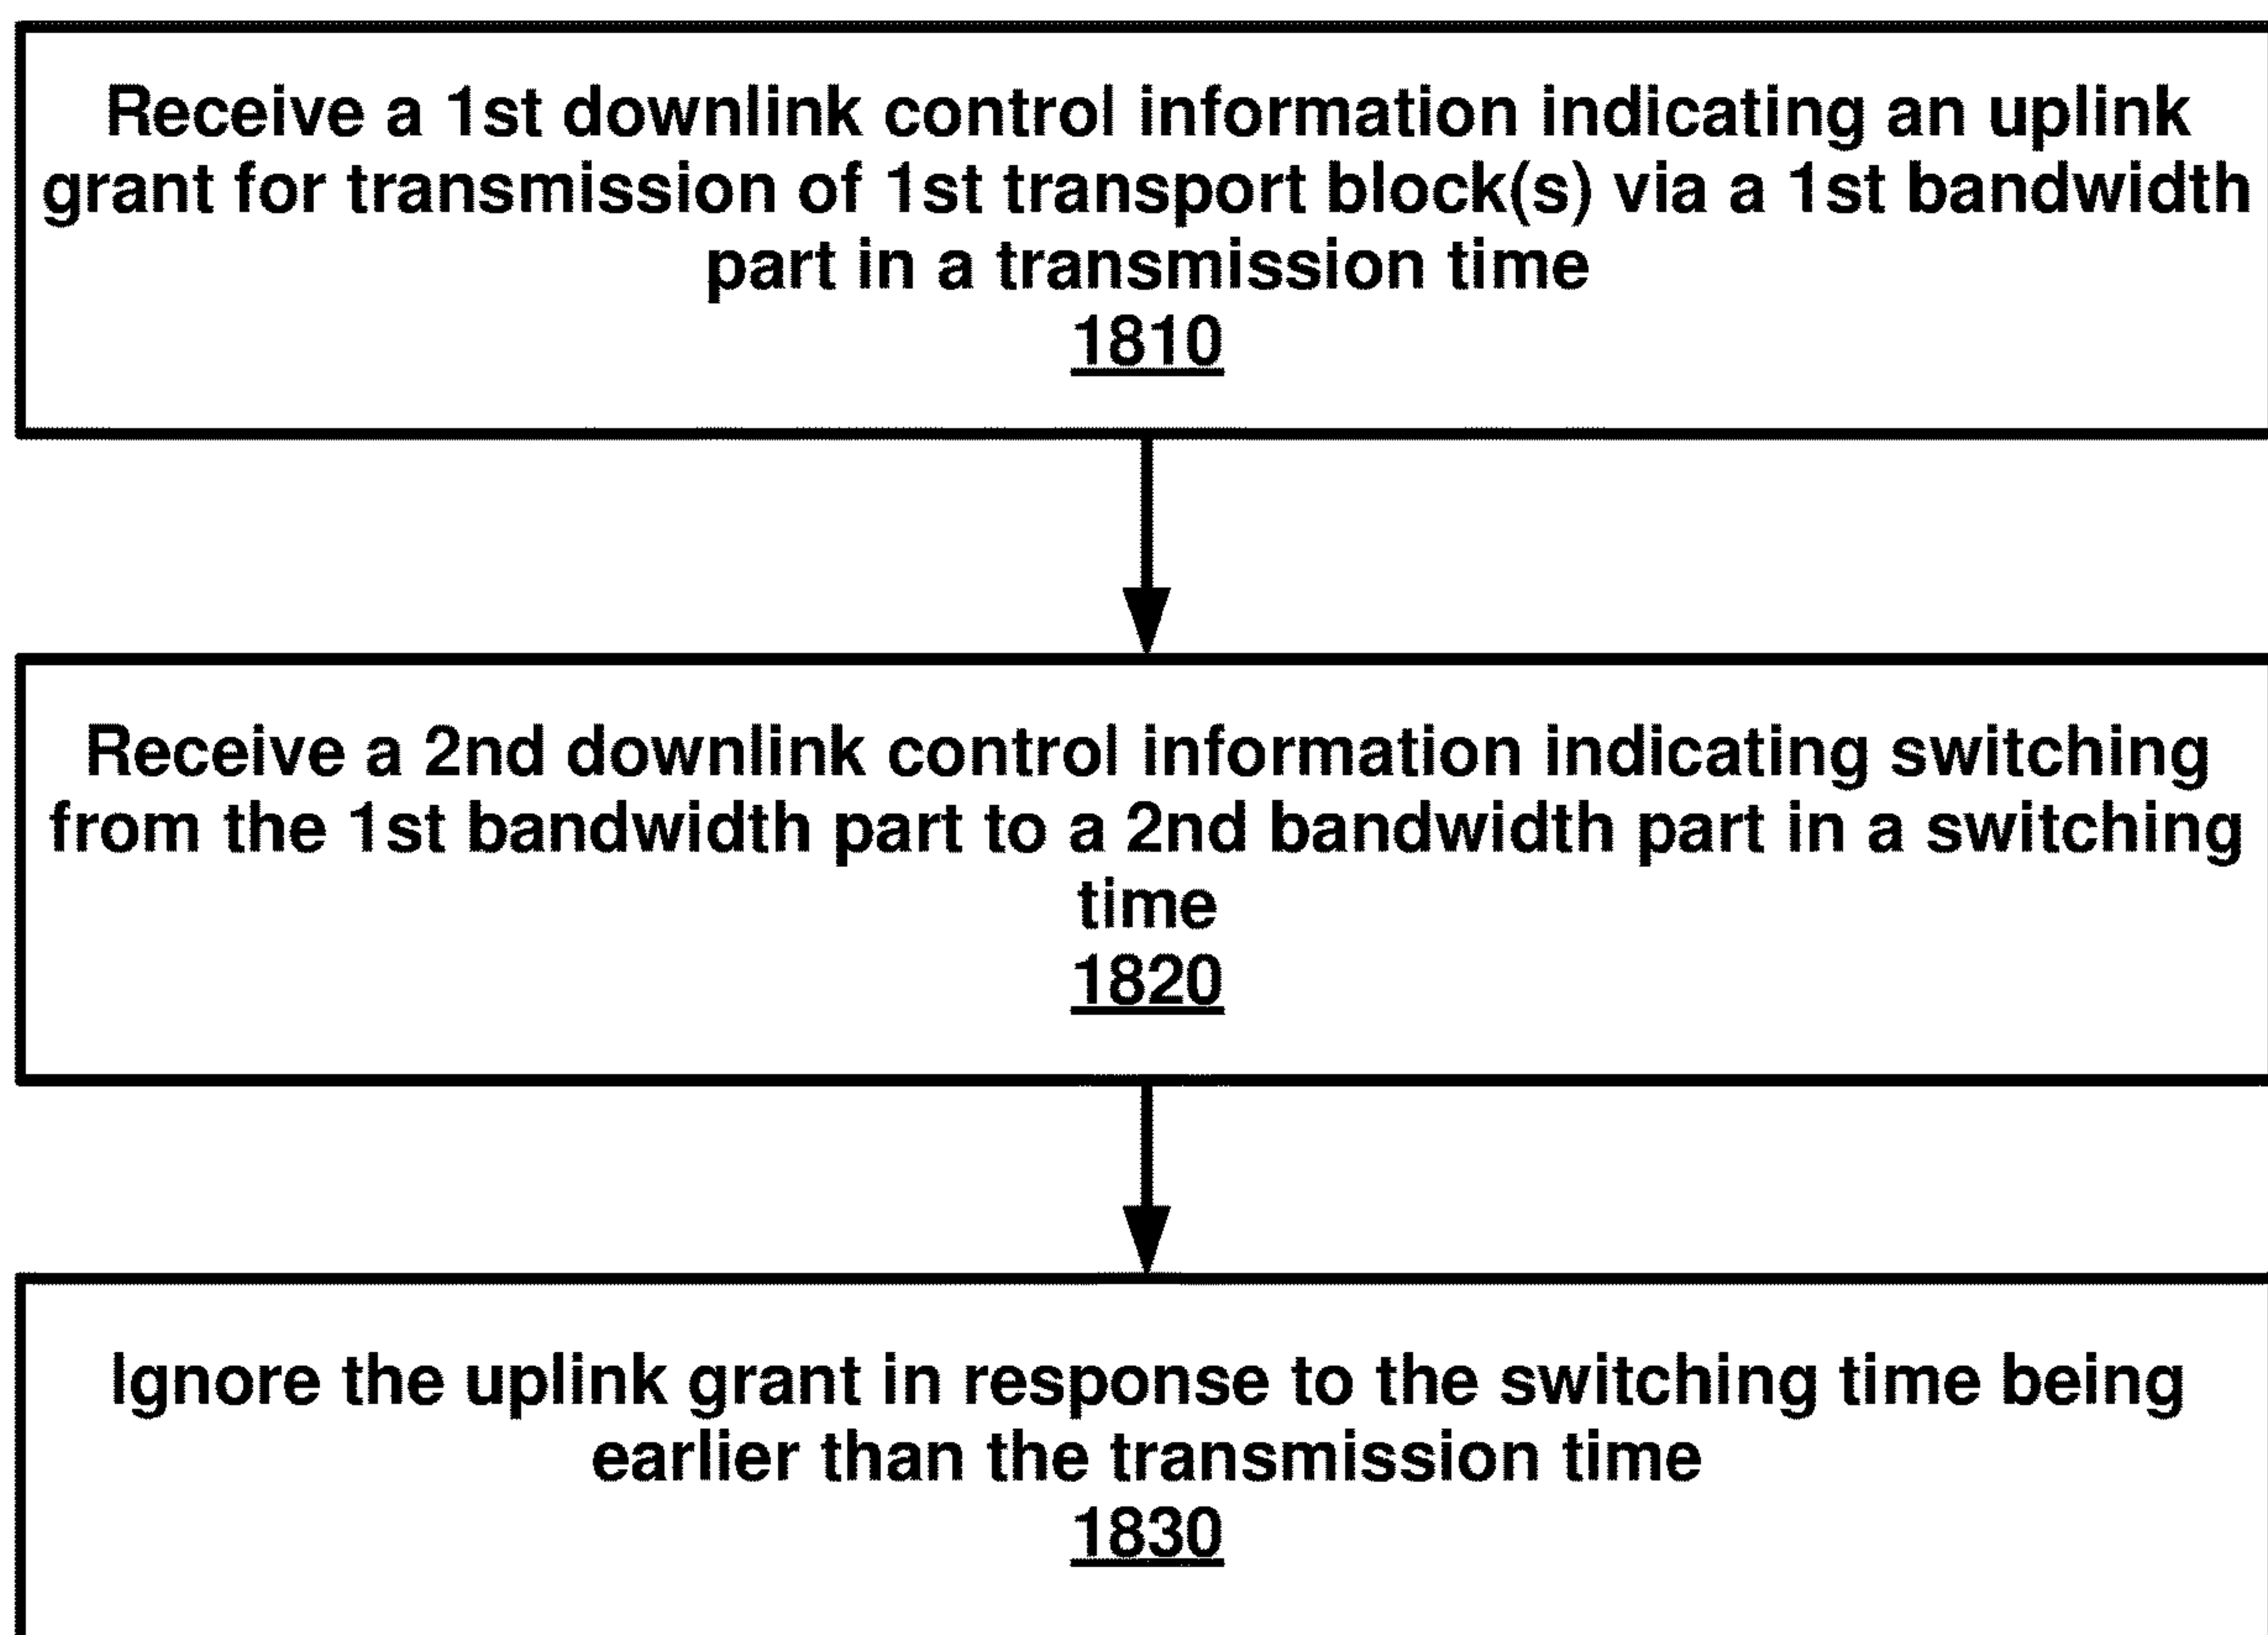 Receive a 1st downlink control information indicating an uplink
grant for transmission of 1st transport block(s) via a 1st bandwidth
part in a transmission time
1810
Receive a 2nd downlink control information indicating switching
from the 1st bandwidth part to a 2nd bandwidth part in a switching
time
1820
Ignore the uplink grant in response to the switching time being
earlier than the transmission time
1830